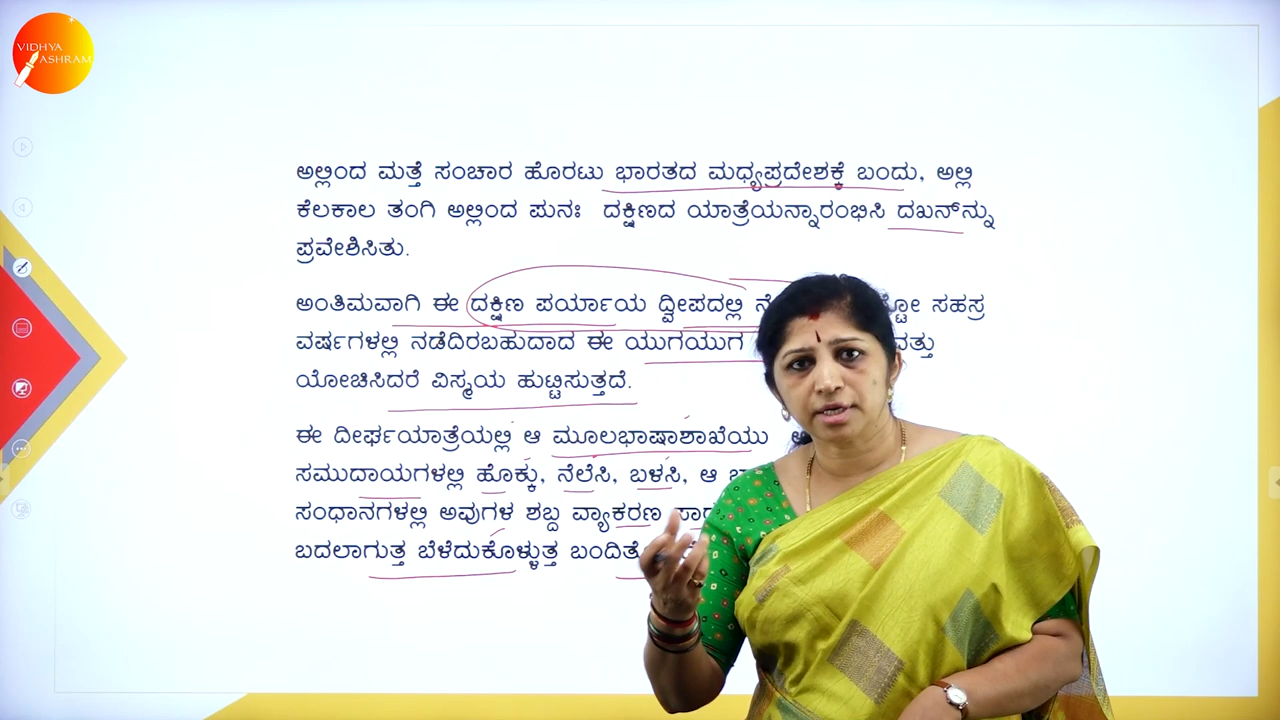 VIDHYA
ASHRAM
ಅಲ್ಲಿಂದ ಮತ್ತೆ ಸಂಚಾರ ಹೊರಟು ಭಾರತದ ಮಧ್ಯಪ್ರದೇಶಕ್ಕೆ ಬಂದು, ಅಲ್ಲಿ
ಕೆಲಕಾಲ ತಂಗಿ ಅಲ್ಲಿಂದ ಪುನಃ ದಕ್ಷಿಣದ ಯಾತ್ರೆಯನ್ನಾರಂಭಿಸಿ ದಖನ್‌ನ್ನು
ಪ್ರವೇಶಿಸಿತು.
ಅಂತಿಮವಾಗಿ ಈ ದಕ್ಷಿಣ ಪರ್ಯಾಯ ದ್ವೀಪದಲ್ಲಿ ಸಹಸ್ರ
ವರ್ಷಗಳಲ್ಲಿ ನಡೆದಿರಬಹುದಾದ ಈ ಯುಗಯುಗ
ಯೋಚಿಸಿದರೆ ವಿಸ್ಮಯ ಹುಟ್ಟಿಸುತ್ತದೆ.
ಈ ದೀರ್ಘಯಾತ್ರೆಯಲ್ಲಿ ಆ ಮೂಲಭಾಷಾಶಾಖೆಯು
ಸಮುದಾಯಗಳಲ್ಲಿ ಹೊಕ್ಕು, ನೆಲೆಸಿ, ಬಳಸಿ, ಆ
ಸಂಧಾನಗಳಲ್ಲಿ ಅವುಗಳ ಶಬ್ದ ವ್ಯಾಕರಣ
ಬದಲಾಗುತ್ತ ಬೆಳೆದುಕೊಳ್ಳುತ್ತ ಬಂದಿತೆ